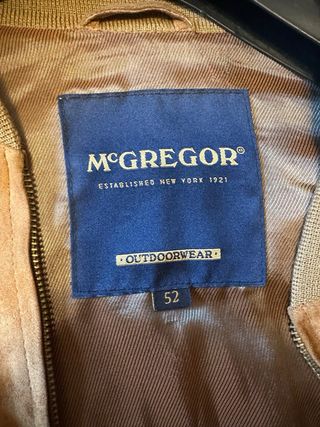 McGREGOR®
ESTABLISHED NEW YORK 1921
· OUTDOORWEAR ·
52